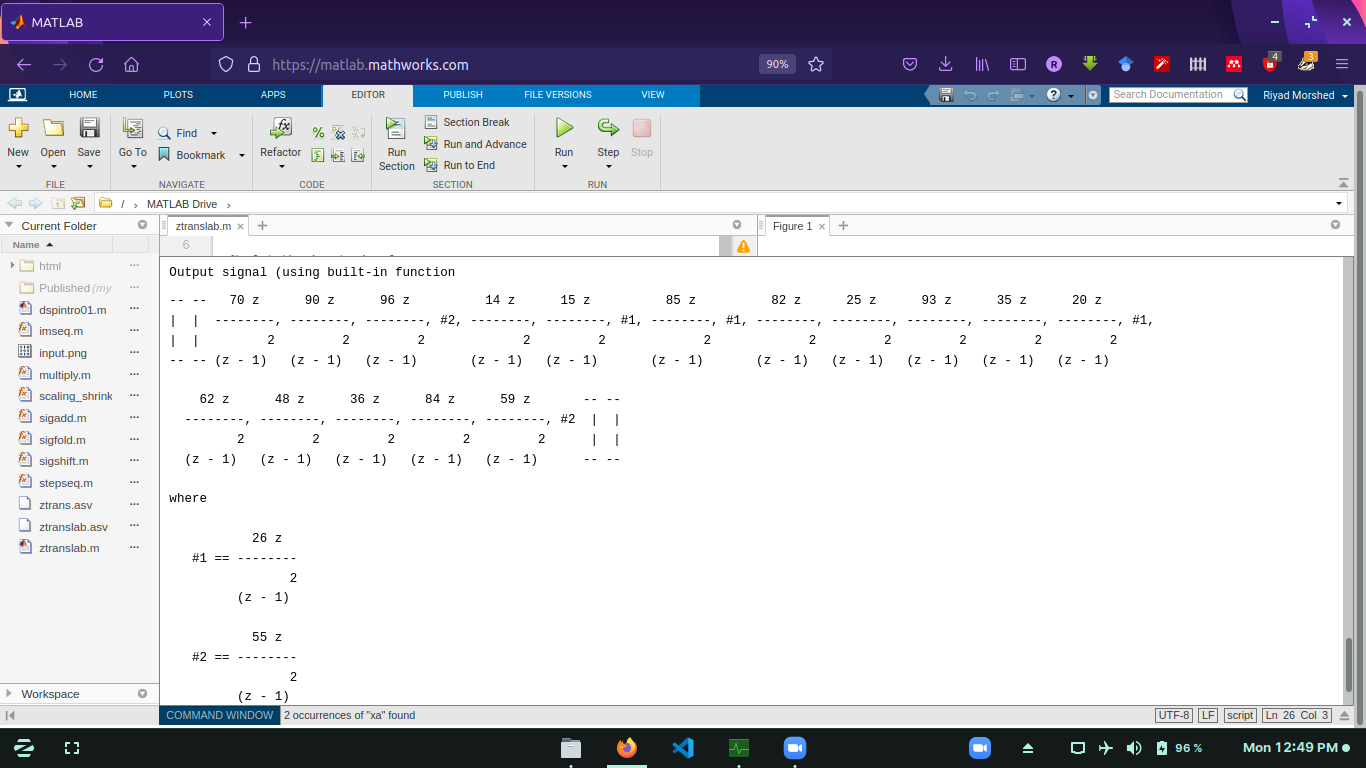 MATLAB
https://matlab.mathworks.com
90%
4
3
HOME PLOTS APPS EDITOR PUBLISH FILE VERSIONS VIEW
Search Documentation
Riyad Morshed
New Open Save
Go To Find
Bookmark
Refactor
Run Section
Section Break
Run and Advance
Run to End
Run Step Stop
FILE NAVIGATE CODE SECTION RUN
/ › MATLAB Drive ›
Current Folder
ztranslab.m
Figure 1
Name
6
html
Published (my
dspintro01.m
imseq.m
input.png
multiply.m
scaling_shrink
sigadd.m
sigfold.m
sigshift.m
stepseq.m
ztrans.asv
ztranslab.asv
ztranslab.m
Workspace
Output signal (using built-in function
-- --   70 z      90 z      96 z            14 z      15 z          85 z          82 z      25 z      93 z      35 z      20 z
|  |  --------, --------, --------, #2, --------, --------, #1, --------, #1, --------, --------, --------, --------, --------, #1,
|  |         2         2         2             2         2             2             2         2         2         2         2
-- -- (z - 1)   (z - 1)   (z - 1)       (z - 1)   (z - 1)       (z - 1)       (z - 1)   (z - 1)   (z - 1)   (z - 1)   (z - 1)
    62 z      48 z      36 z      84 z      59 z       -- --
  --------, --------, --------, --------, --------, #2  |  |
         2         2         2         2         2      |  |
  (z - 1)   (z - 1)   (z - 1)   (z - 1)   (z - 1)      -- --
where
           26 z
   #1 == --------
                2
         (z - 1)
           55 z
   #2 == --------
                2
         (z - 1)
COMMAND WINDOW 2 occurrences of "xa" found
UTF-8 LF script Ln 26 Col 3
96 %
Mon 12:49 PM